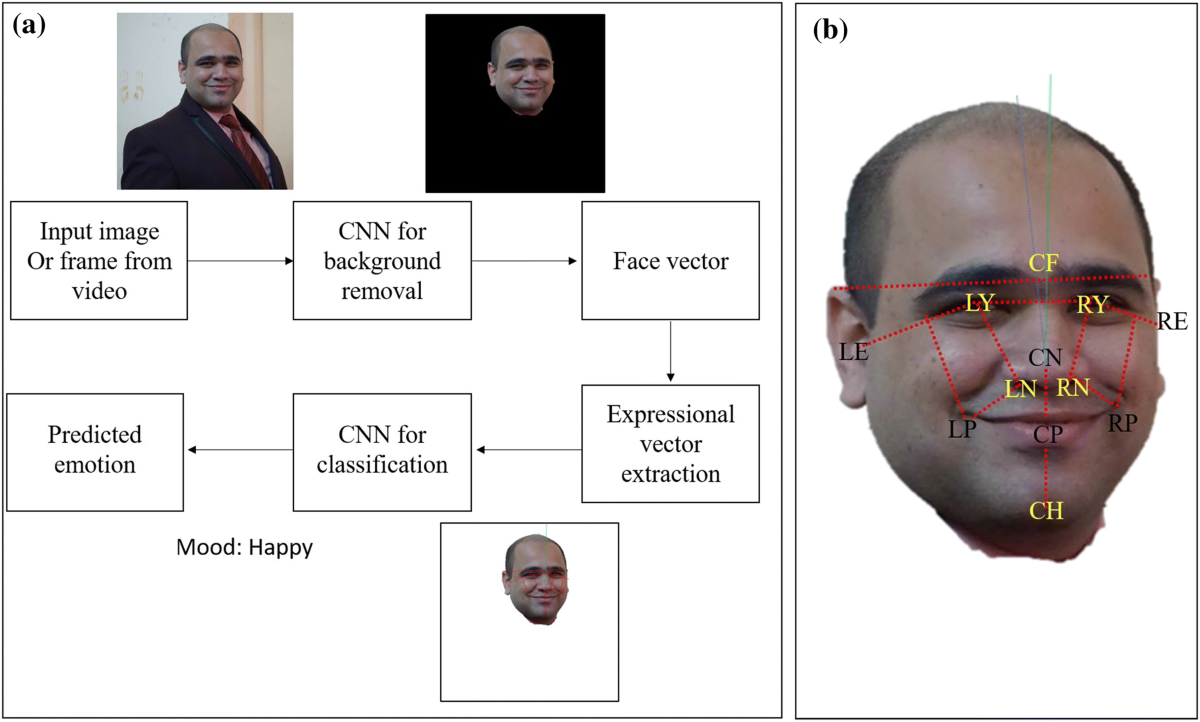 (a)
Input image
Or frame from
video
CNN for
background
removal
Face vector
Expressional
vector
extraction
CNN for
classification
Predicted
emotion
Mood: Happy
(b)
CF
LY
RY
RE
LE
CN
LN
RN
LP
CP
RP
CH